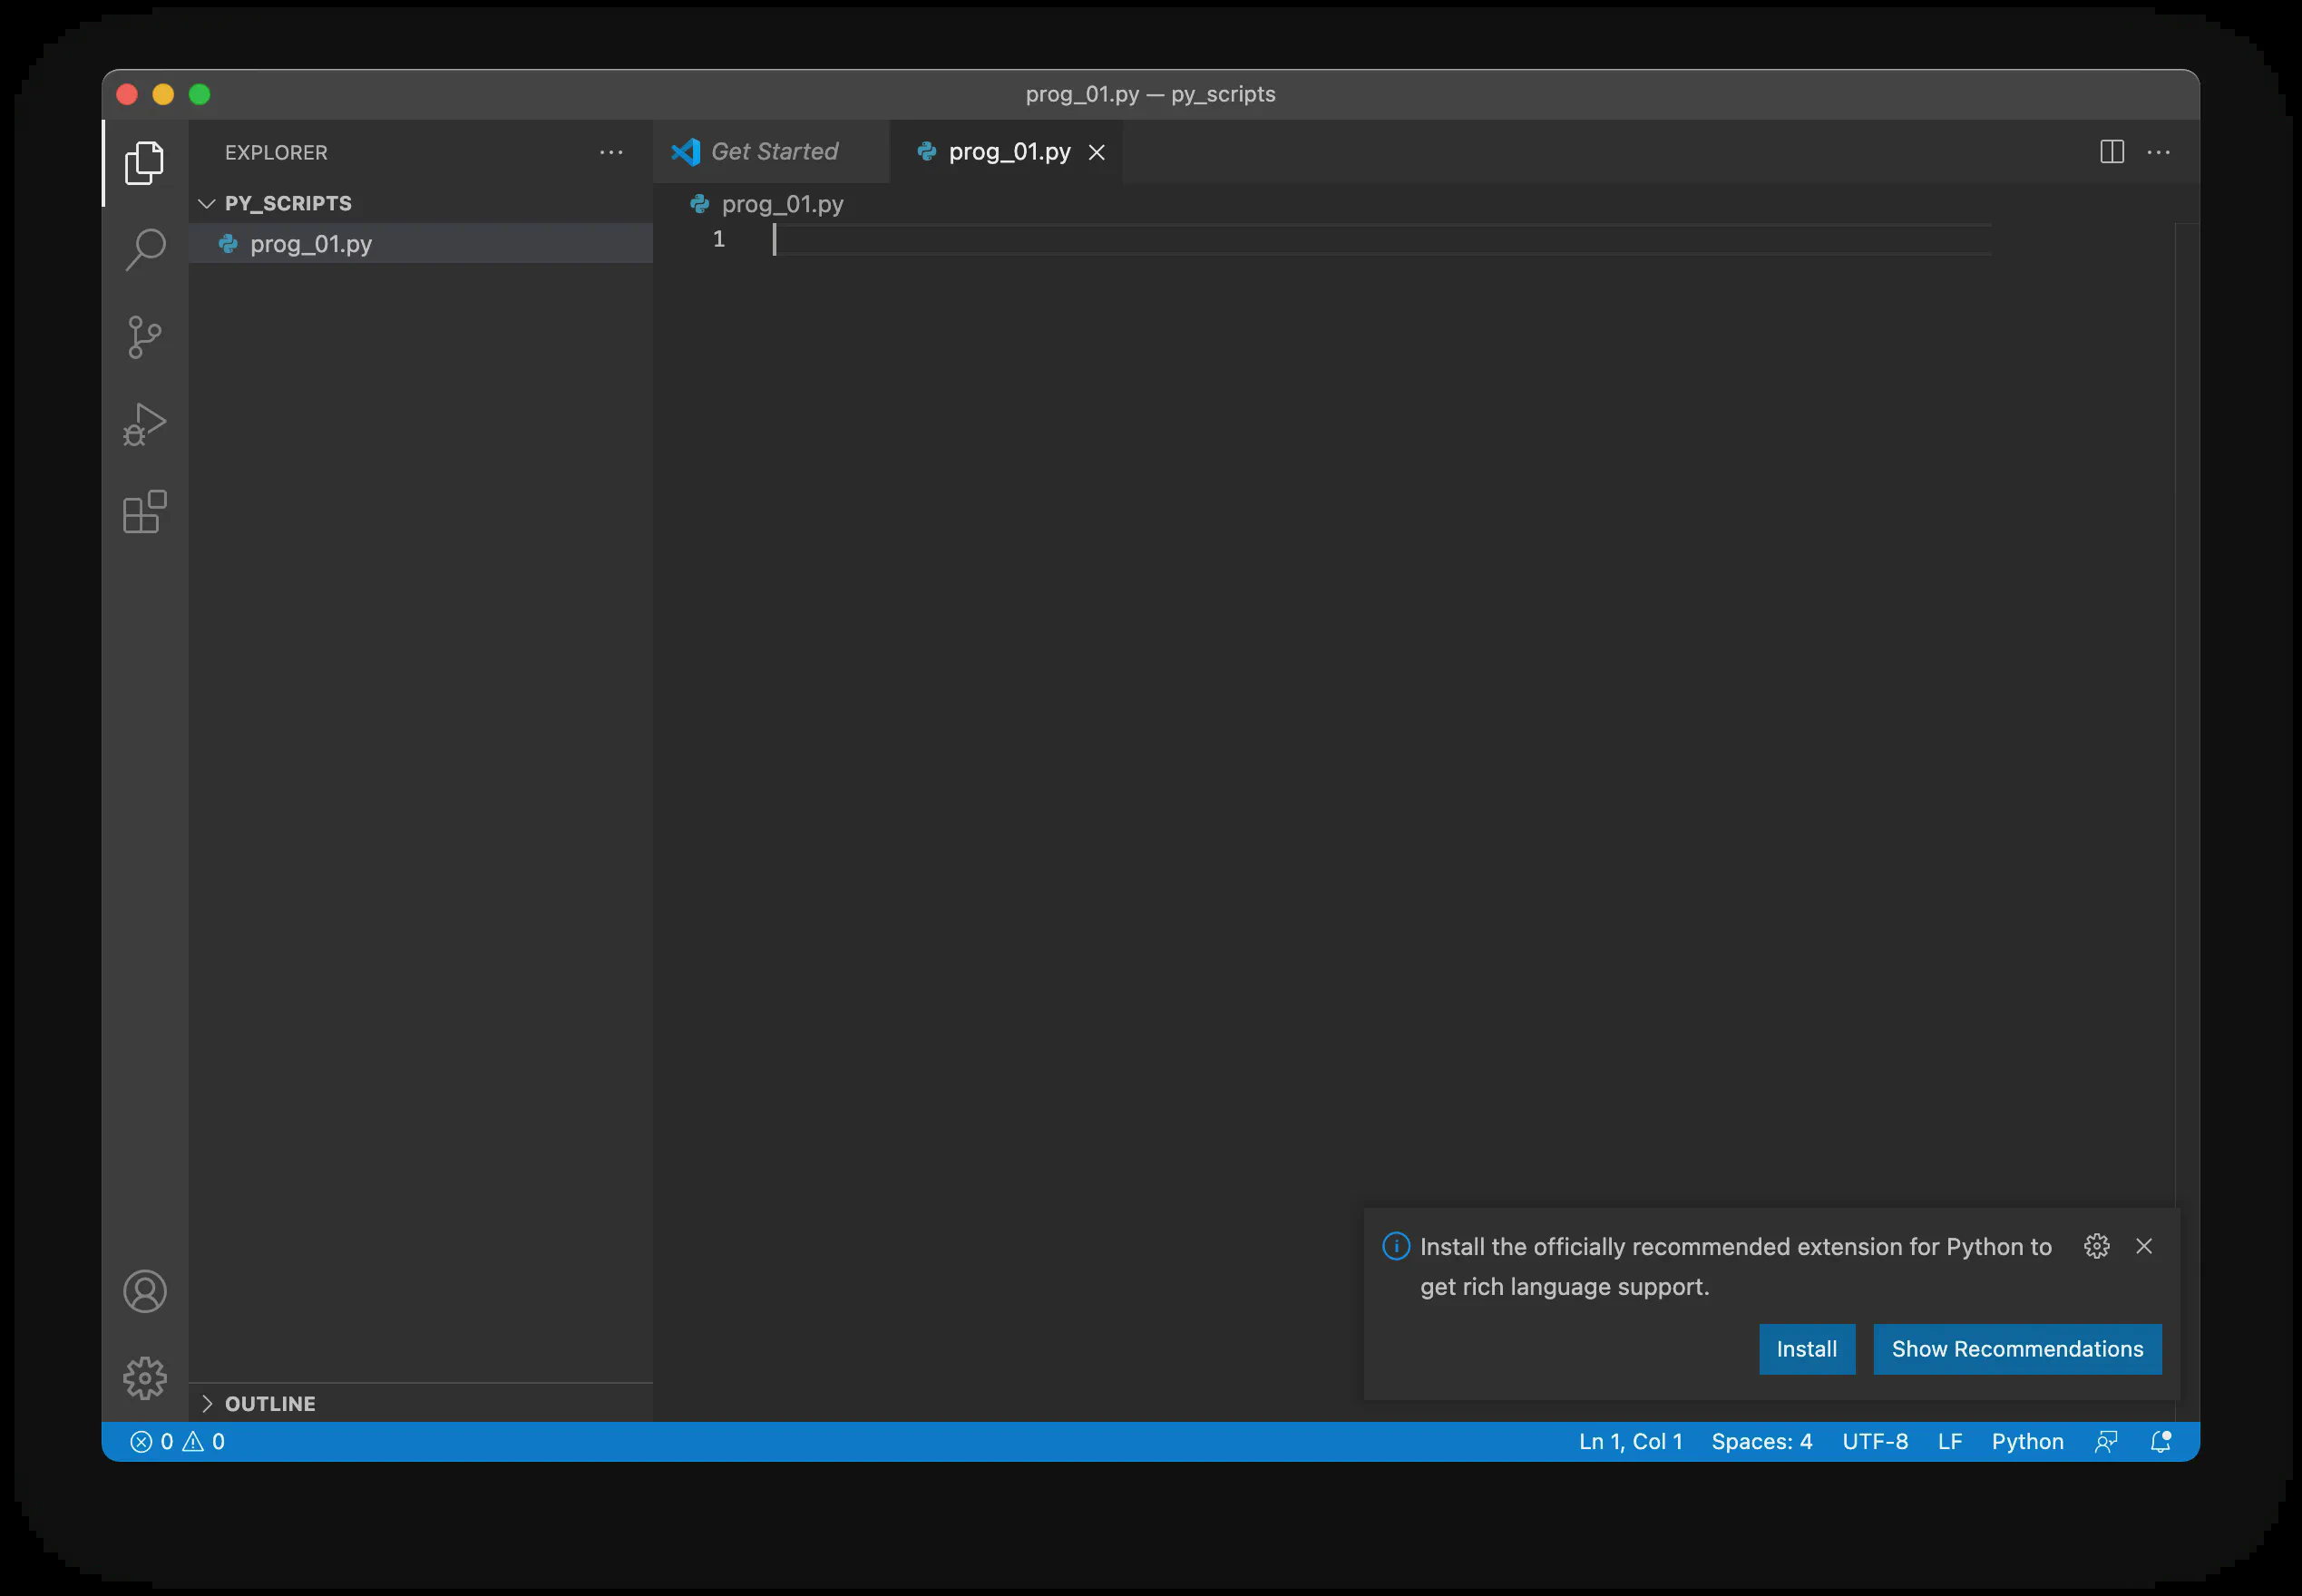 prog_01.py — py_scripts
EXPLORER
PY_SCRIPTS
prog_01.py
OUTLINE
Get Started
prog_01.py
prog_01.py
1
Install the officially recommended extension for Python to
get rich language support.
Install
Show Recommendations
0 0
Ln 1, Col 1
Spaces: 4
UTF-8
LF
Python